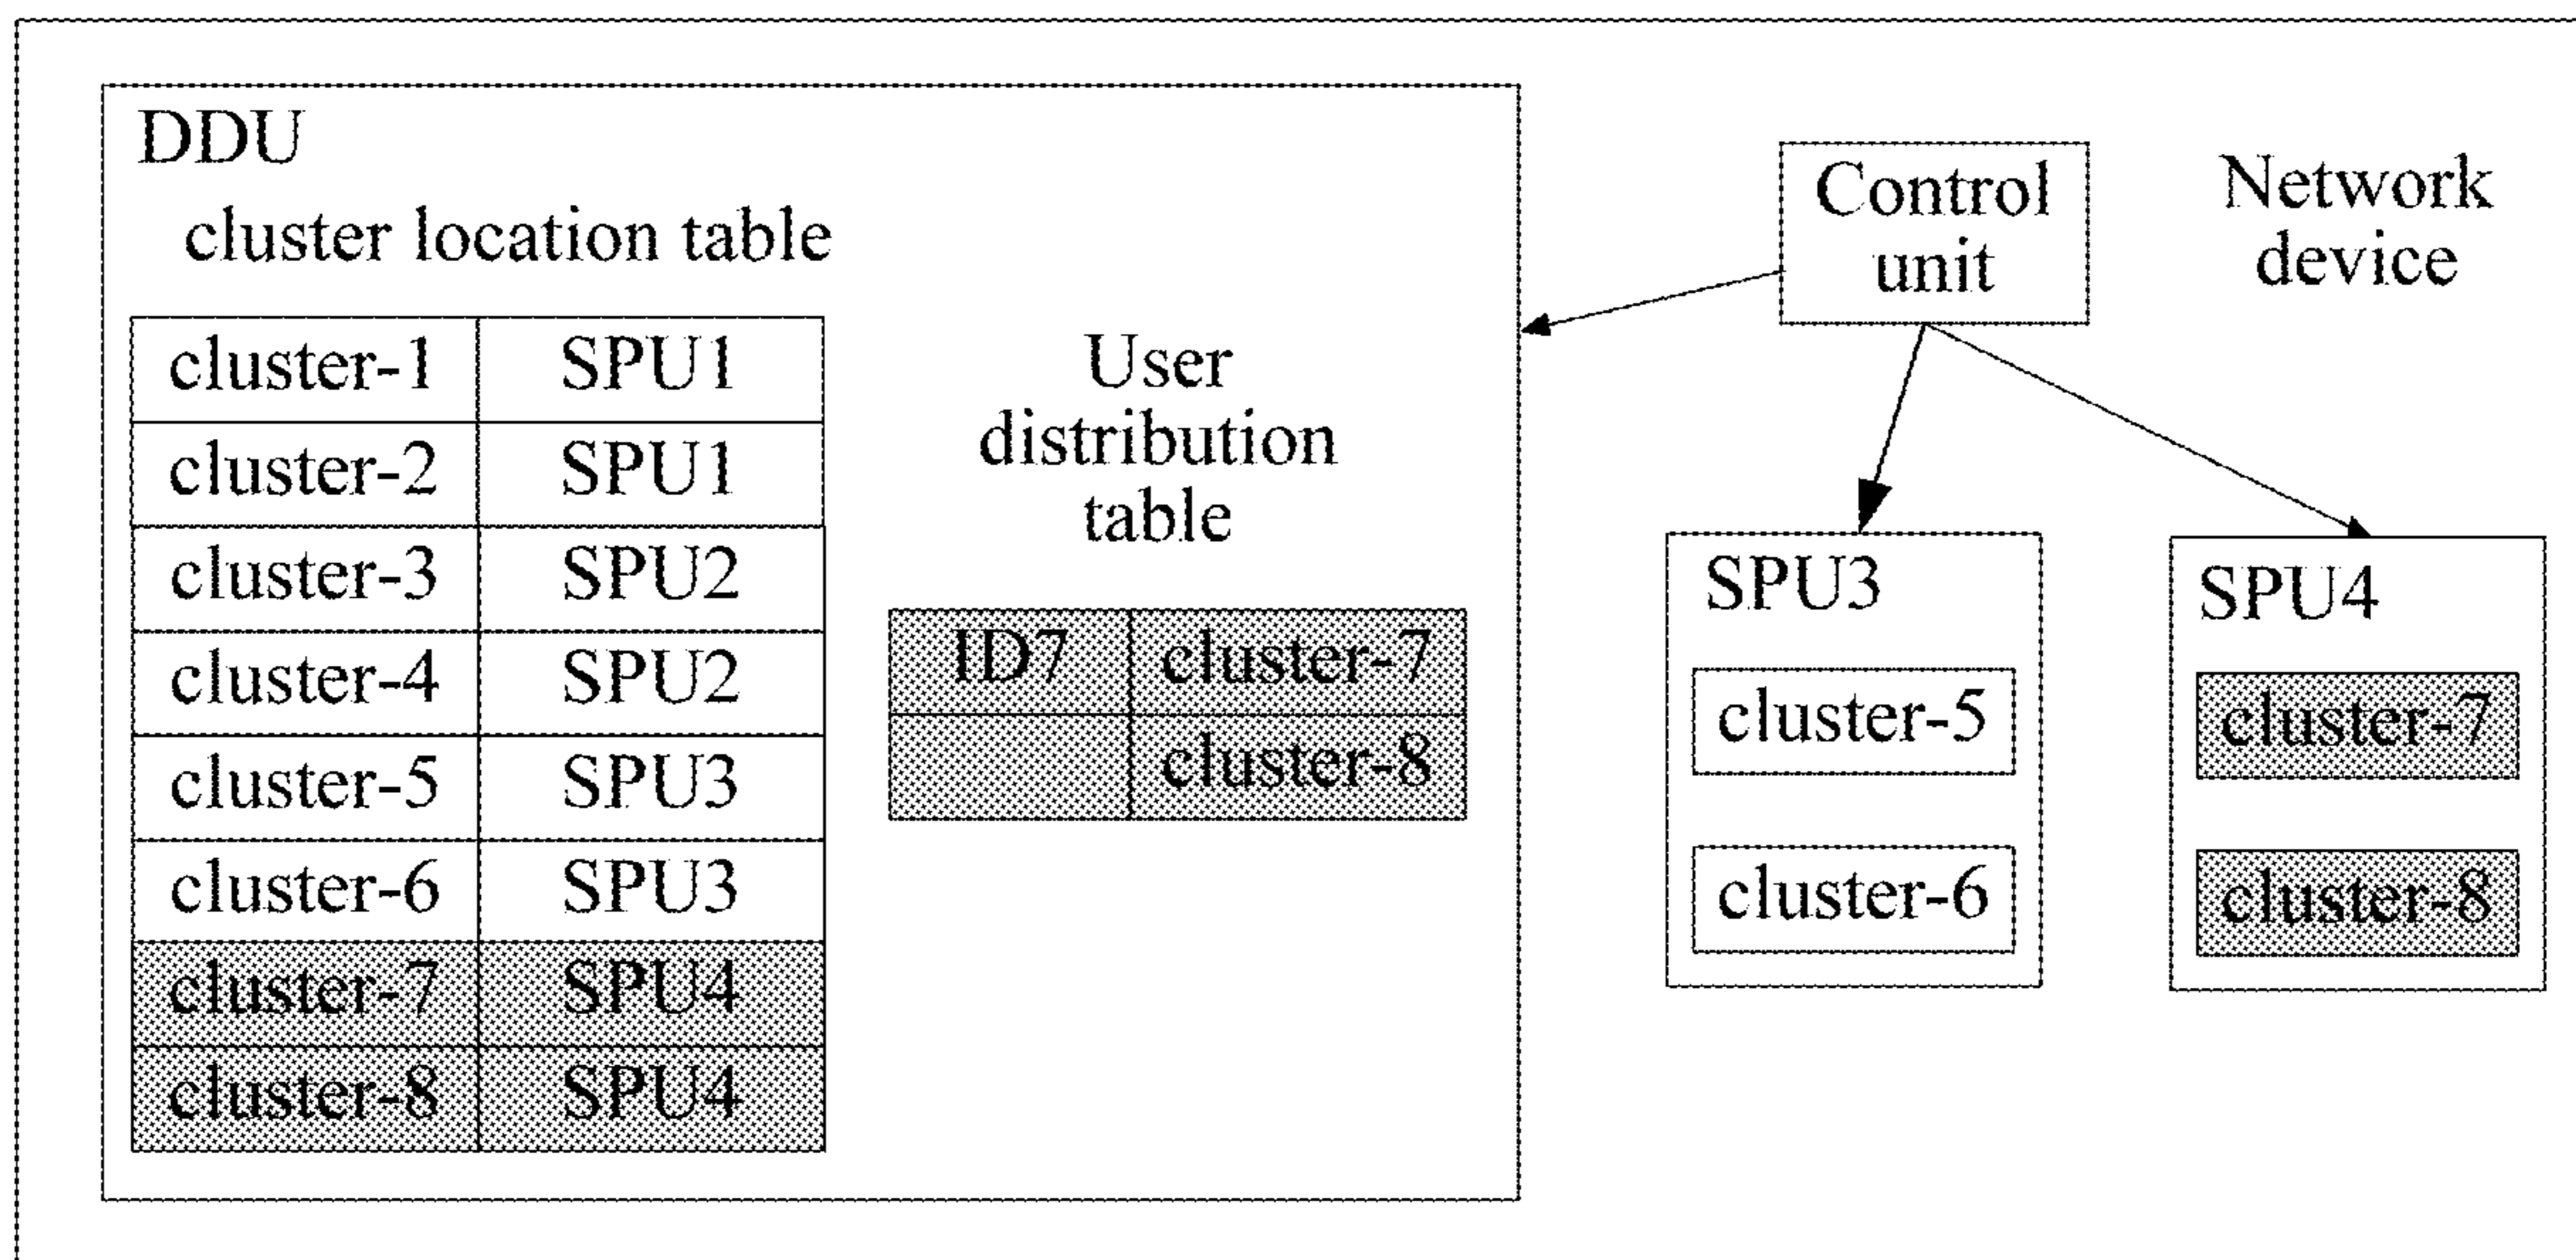 DDU
cluster location table
cluster-1 SPU1
cluster-2 SPU1
cluster-3 SPU2
cluster-4 SPU2
cluster-5 SPU3
cluster-6 SPU3
cluster-7 SPU4
cluster-8 SPU4
User
distribution
table
ID7 cluster-7
cluster-8
Control
unit
Network
device
SPU3
cluster-5
cluster-6
SPU4
cluster-7
cluster-8